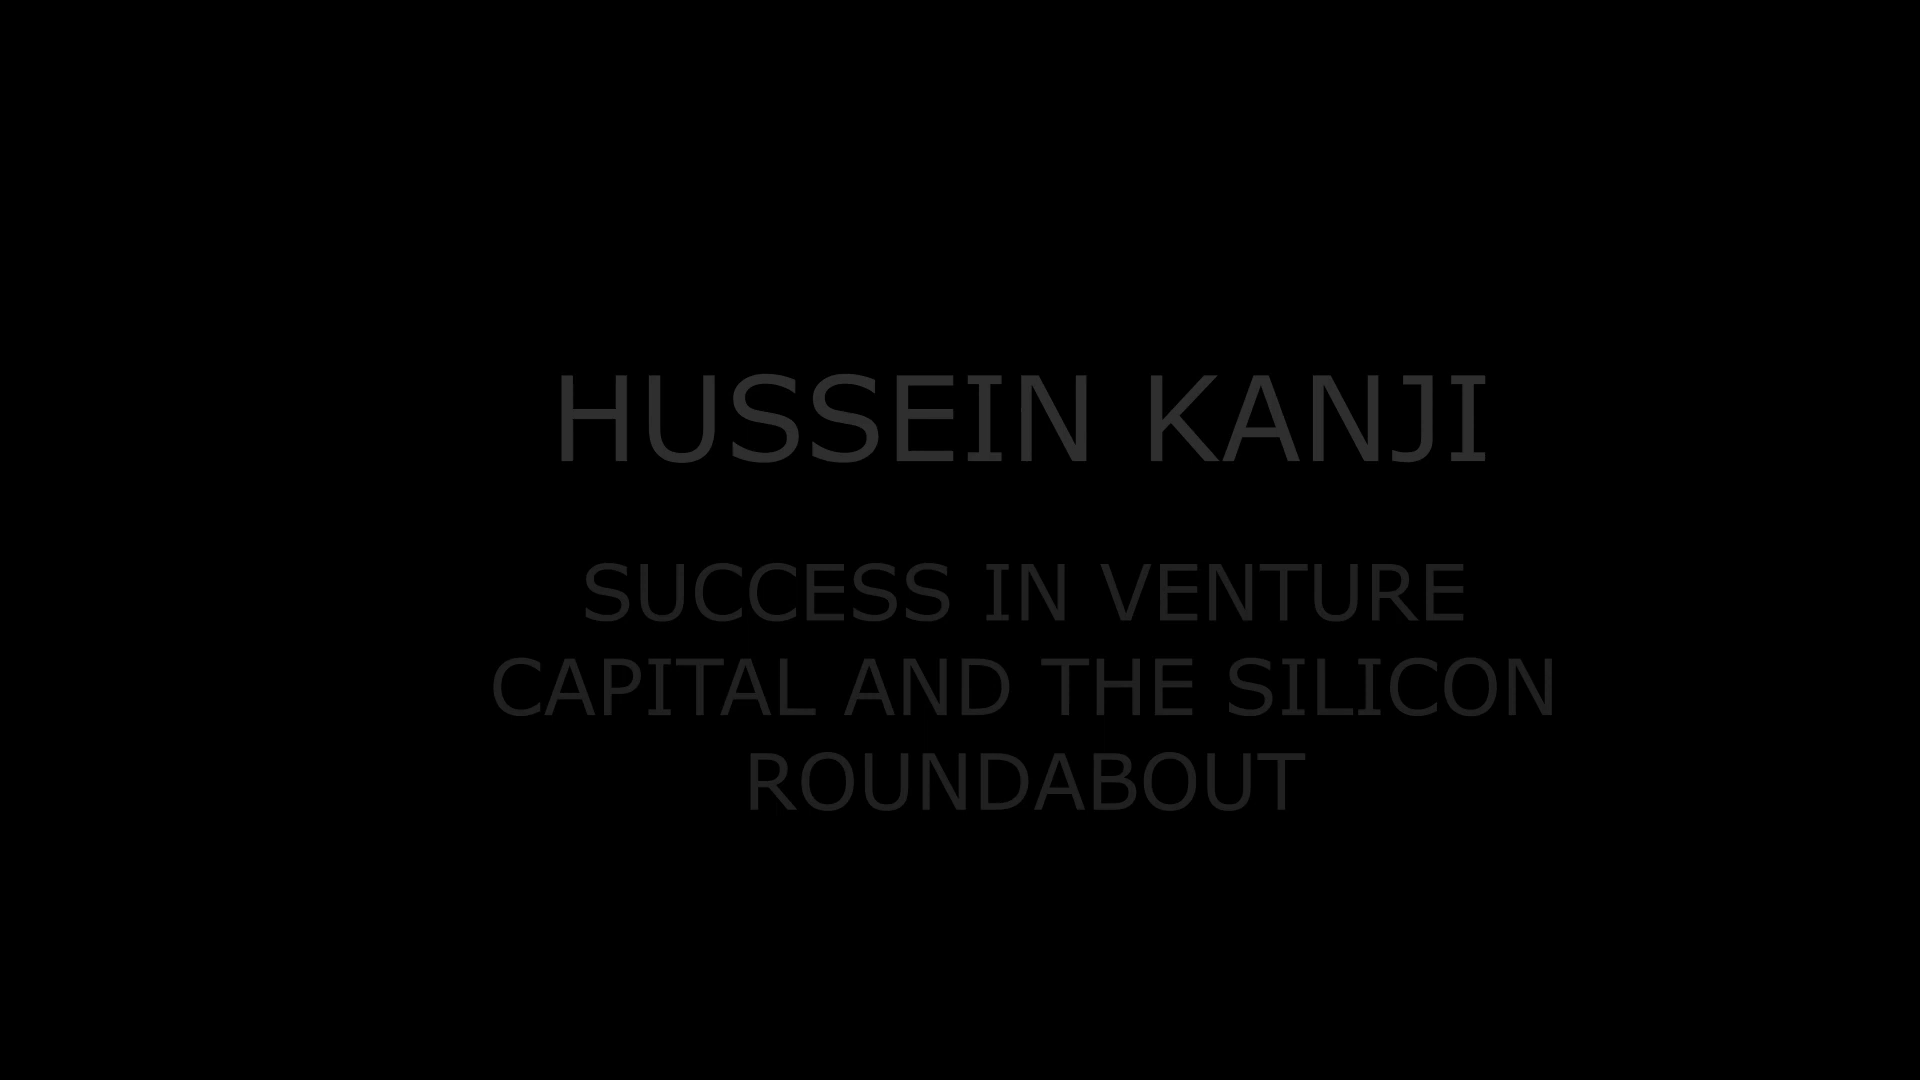 HUSSEIN KANJI
SUCCESS IN VENTURE
CAPITAL AND THE SILICON
ROUNDABOUT